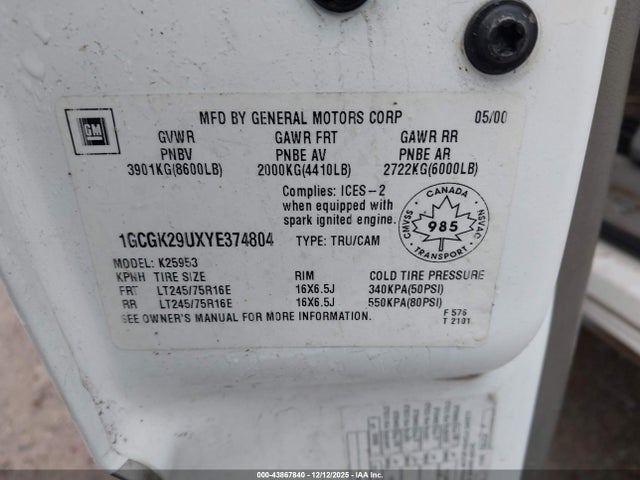 GM
MFD BY GENERAL MOTORS CORP 05/00
GVWR GAWR FRT GAWR RR
PNBV PNBE AV PNBE AR
3901KG(8600LB) 2000KG(4410LB) 2722KG(6000LB)
Complies: ICES-2
when equipped with
spark ignited engine.
CANADA
CMVSS 985 NSVAC
TRANSPORT
1GCGK29UXYE374804 TYPE: TRU/CAM
MODEL: K25953
KPNH TIRE SIZE RIM COLD TIRE PRESSURE
FRT LT245/75R16E 16X6.5J 340KPA(50PSI)
RR LT245/75R16E 16X6.5J 550KPA(80PSI)
SEE OWNER'S MANUAL FOR MORE INFORMATION.
F 576
T 2101
000-43867840 - 12/12/2025 - IAAI.COM